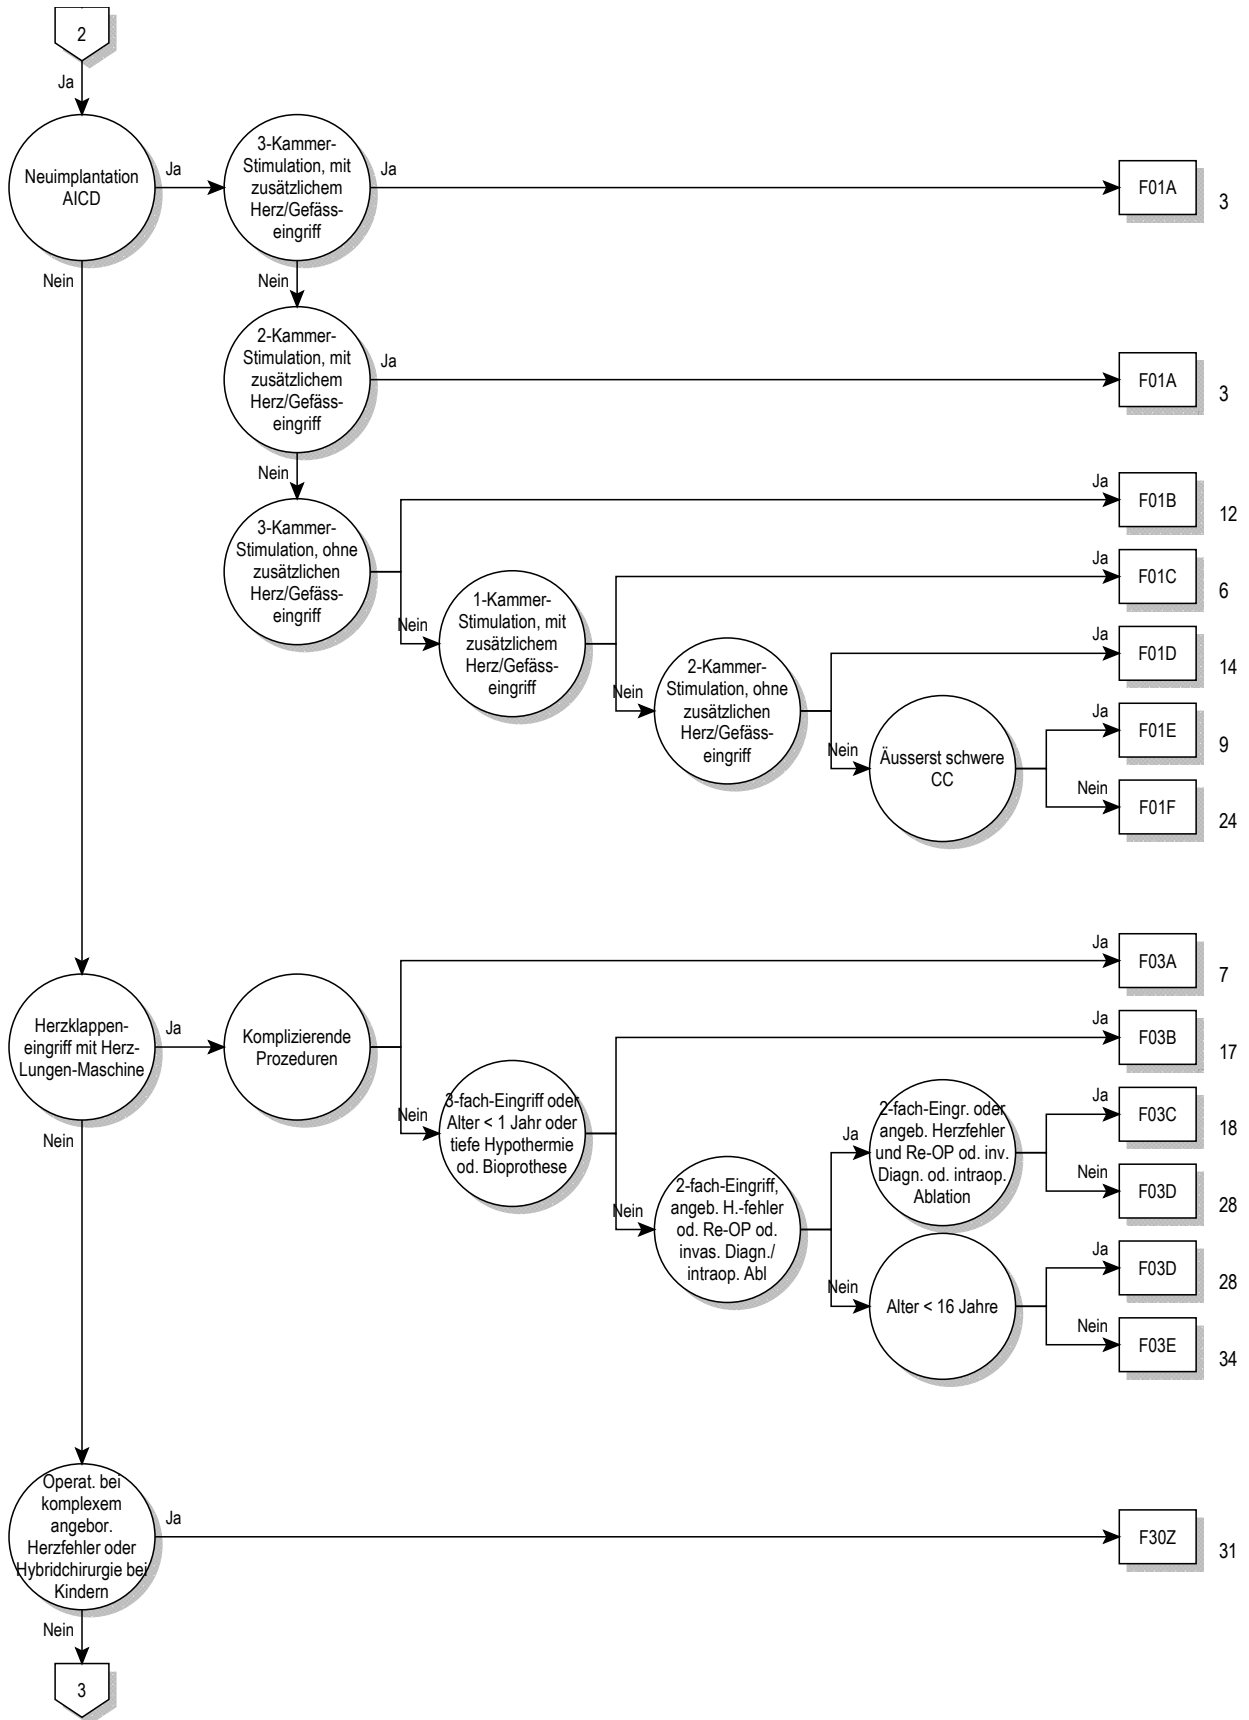 2
Ja
Neuimplantation
AICD
Ja
3-Kammer-
Stimulation, mit
zusätzlichem
Herz/Gefäss-
eingriff
Ja
F01A
3
Nein
Nein
2-Kammer-
Stimulation, mit
zusätzlichem
Herz/Gefäss-
eingriff
Ja
F01A
3
Nein
3-Kammer-
Stimulation, ohne
zusätzlichen
Herz/Gefäss-
eingriff
Ja
F01B
12
Nein
1-Kammer-
Stimulation, mit
zusätzlichem
Herz/Gefäss-
eingriff
Ja
F01C
6
Nein
2-Kammer-
Stimulation, ohne
zusätzlichen
Herz/Gefäss-
eingriff
Ja
F01D
14
Nein
Äusserst schwere
CC
Ja
F01E
9
Nein
F01F
24
Herzklappen-
eingriff mit Herz-
Lungen-Maschine
Ja
Komplizierende
Prozeduren
Ja
F03A
7
Nein
3-fach-Eingriff oder
Alter < 1 Jahr oder
tiefe Hypothermie
od. Bioprothese
Ja
F03B
17
Nein
2-fach-Eingriff,
angeb. H.-fehler
od. Re-OP od.
invas. Diagn./
intraop. Abl
Ja
2-fach-Eingr. oder
angeb. Herzfehler
und Re-OP od. inv.
Diagn. od. intraop.
Ablation
Ja
F03C
18
Nein
F03D
28
Nein
Alter < 16 Jahre
Ja
F03D
28
Nein
F03E
34
Nein
Operat. bei
komplexem
angebor.
Herzfehler oder
Hybridchirurgie bei
Kindern
Ja
F30Z
31
Nein
3